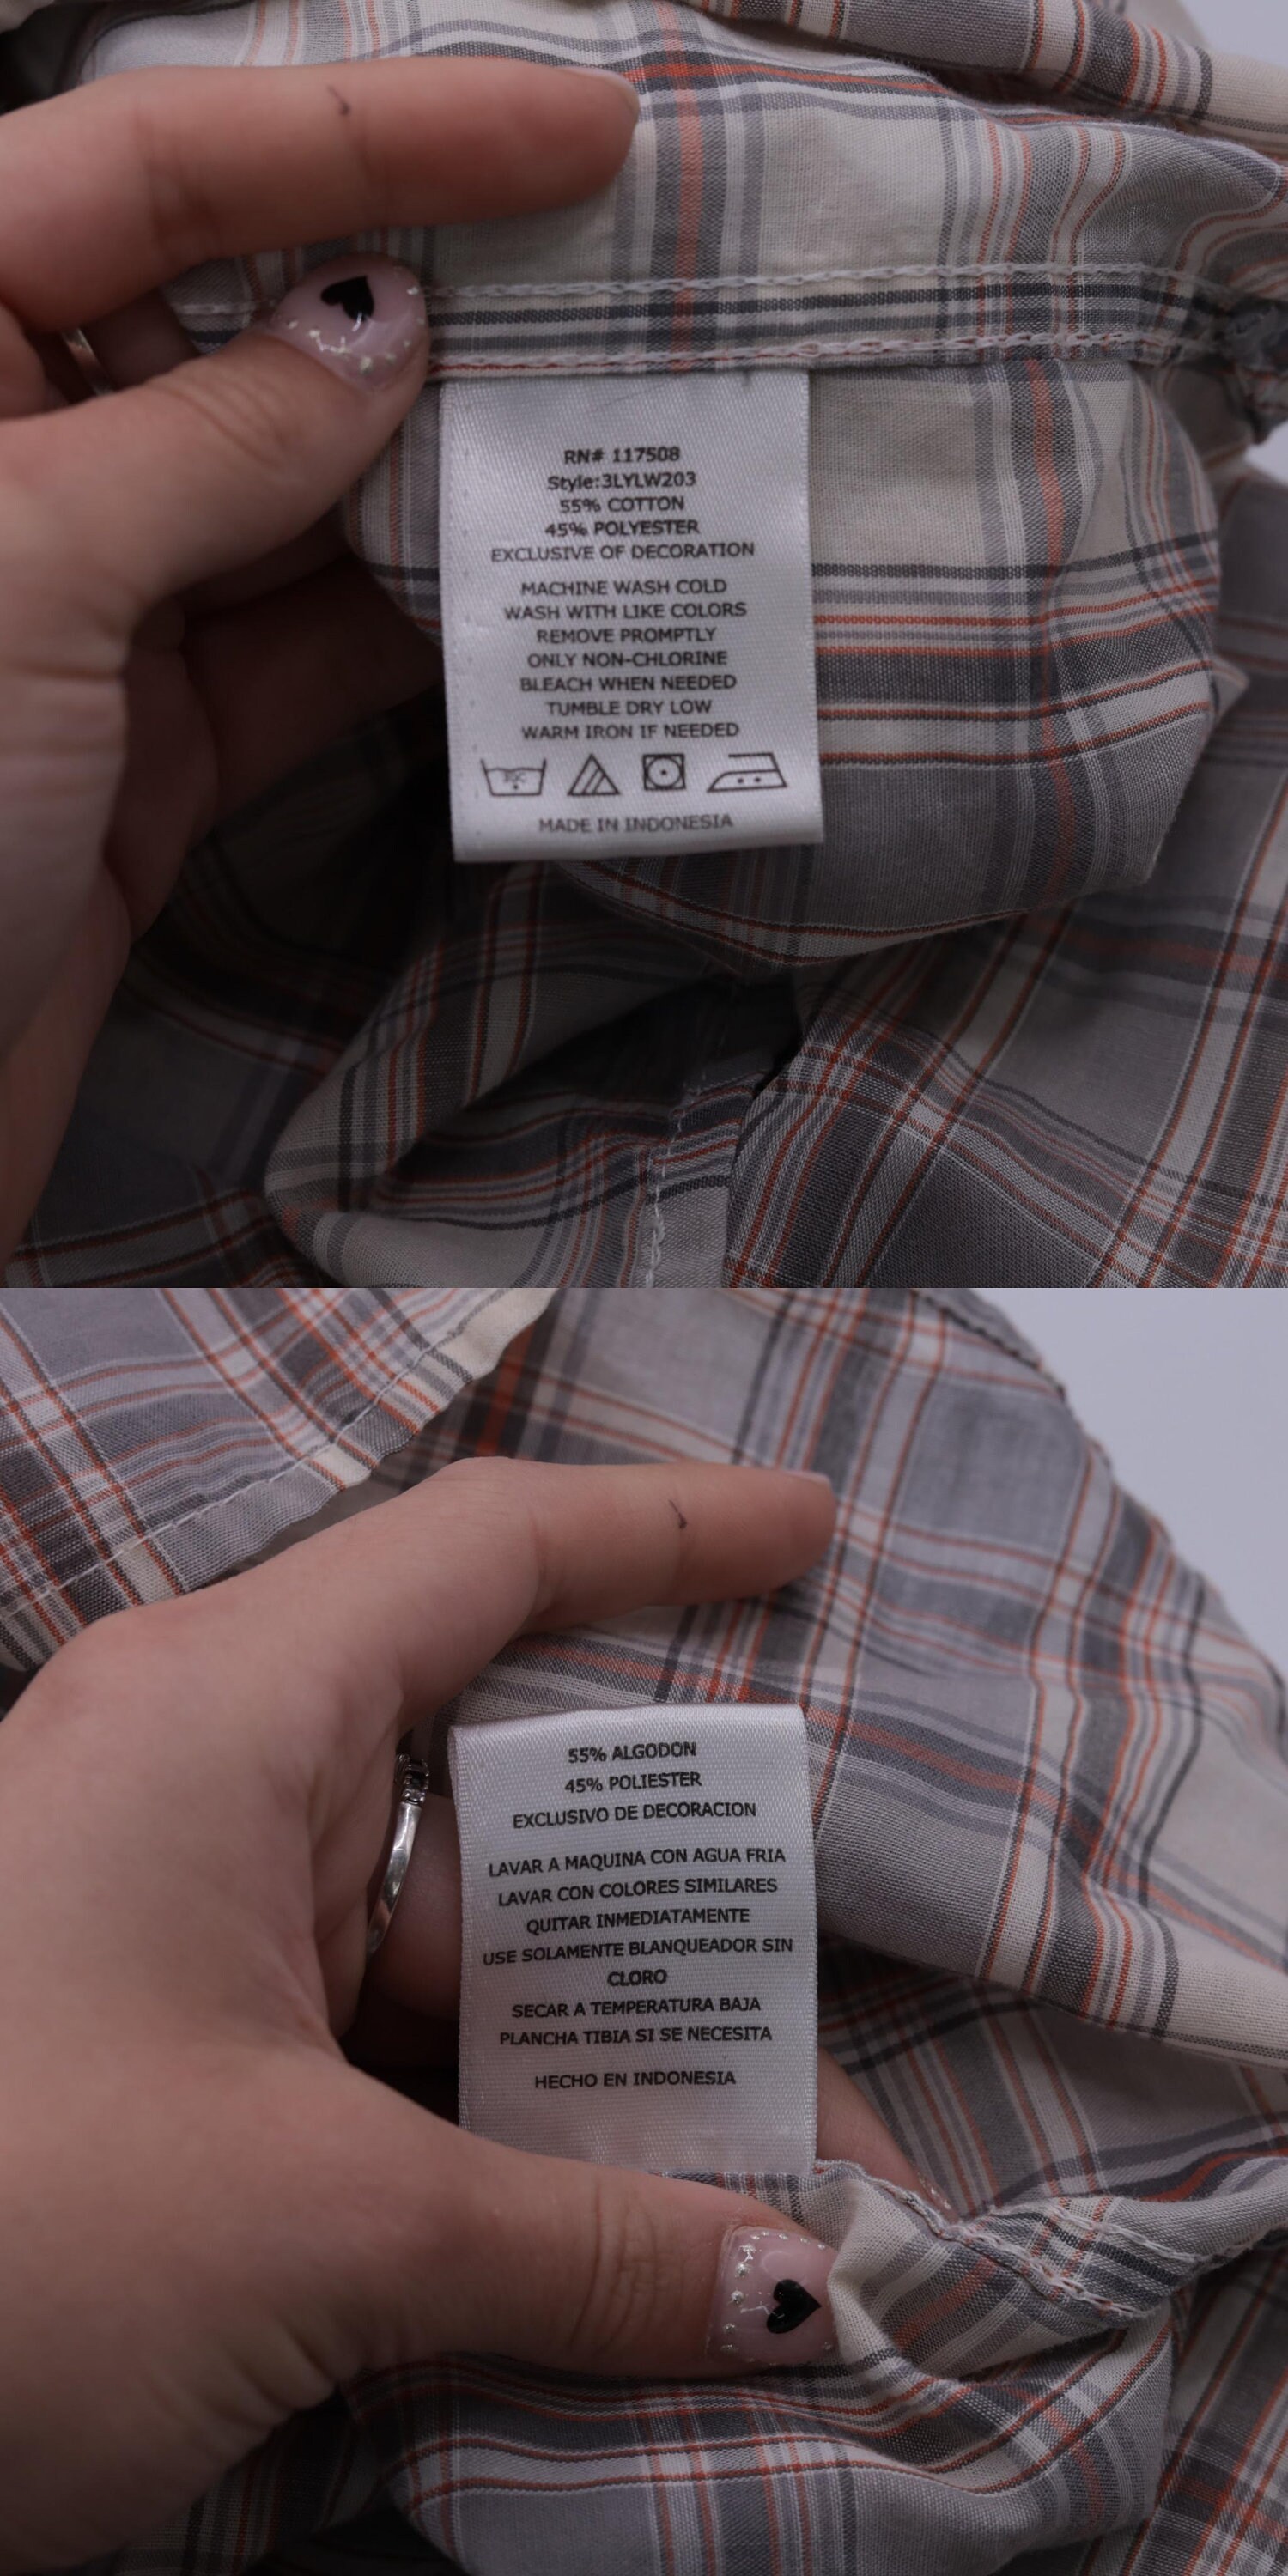 RN# 117508
Style:3LYLW203
55% COTTON
45% POLYESTER
EXCLUSIVE OF DECORATION
MACHINE WASH COLD
WASH WITH LIKE COLORS
REMOVE PROMPTLY
ONLY NON-CHLORINE
BLEACH WHEN NEEDED
TUMBLE DRY LOW
WARM IRON IF NEEDED
MADE IN INDONESIA
55% ALGODON
45% POLIESTER
EXCLUSIVO DE DECORACION
LAVAR A MAQUINA CON AGUA FRIA
LAVAR CON COLORES SIMILARES
QUITAR INMEDIATAMENTE
USE SOLAMENTE BLANQUEADOR SIN
CLORO
SECAR A TEMPERATURA BAJA
PLANCHA TIBIA SI SE NECESITA
HECHO EN INDONESIA